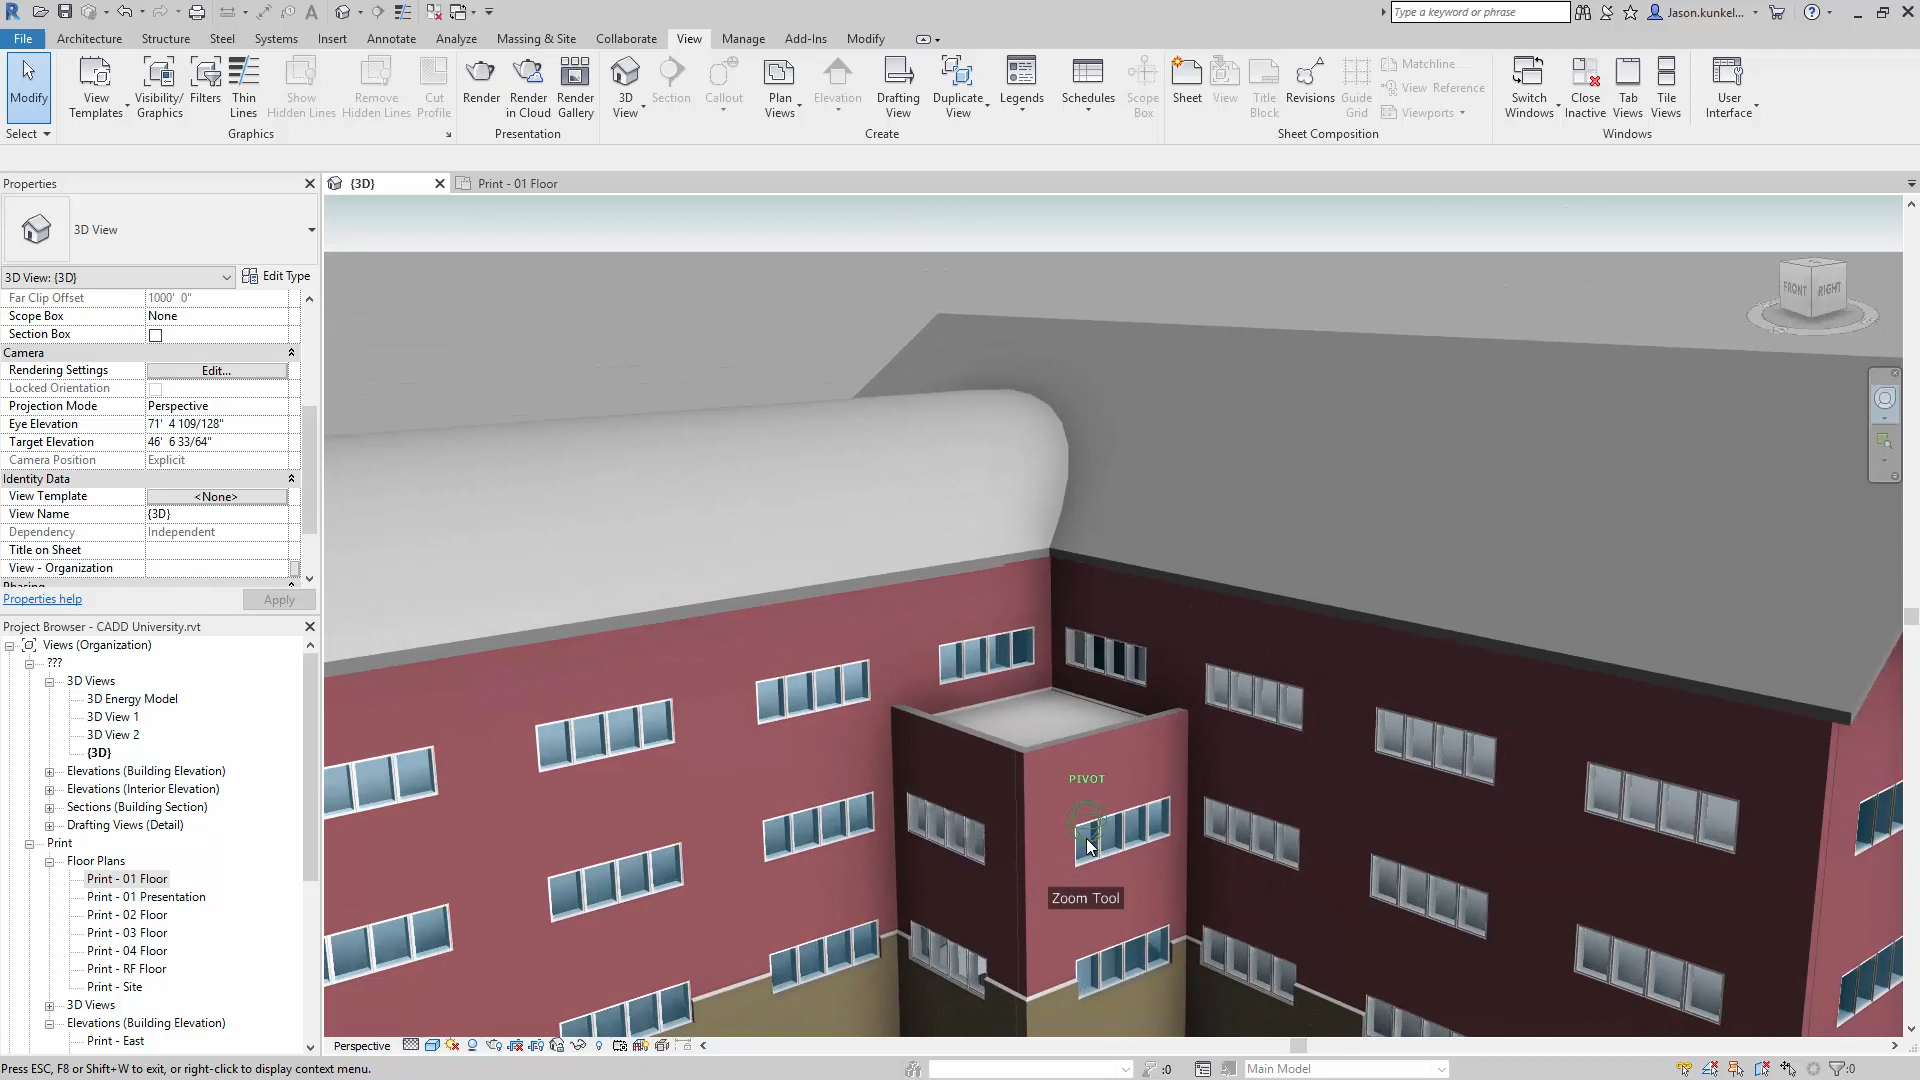 Type a keyword or phrase
Jason.kunkel...
File Architecture Structure Steel Systems Insert Annotate Analyze Massing & Site Collaborate View Manage Add-Ins Modify
Modify
View Templates
Visibility/ Graphics
Filters
Thin Lines
Show Hidden Lines
Remove Hidden Lines
Cut Profile
Render
Render in Cloud
Render Gallery
3D View
Section
Callout
Plan Views
Elevation
Drafting View
Duplicate View
Legends
Schedules
Scope Box
Sheet
View
Title Block
Revisions
Guide Grid
Matchline
View Reference
Viewports
Switch Windows
Close Inactive
Tab Views
Tile Views
User Interface
Select
Graphics
Presentation
Create
Sheet Composition
Windows
Properties
{3D}
Print - 01 Floor
3D View
3D View: {3D}
Edit Type
Far Clip Offset 1000' 0"
Scope Box None
Section Box
Camera
Rendering Settings Edit...
Locked Orientation
Projection Mode Perspective
Eye Elevation 71' 4 109/128"
Target Elevation 46' 6 33/64"
Camera Position Explicit
Identity Data
View Template <None>
View Name {3D}
Dependency Independent
Title on Sheet
View - Organization
Phasing
Properties help
Apply
Project Browser - CADD University.rvt
Views (Organization)
???
3D Views
3D Energy Model
3D View 1
3D View 2
{3D}
Elevations (Building Elevation)
Elevations (Interior Elevation)
Sections (Building Section)
Drafting Views (Detail)
Print
Floor Plans
Print - 01 Floor
Print - 01 Presentation
Print - 02 Floor
Print - 03 Floor
Print - 04 Floor
Print - RF Floor
Print - Site
3D Views
Elevations (Building Elevation)
Print - East
FRONT RIGHT
PIVOT
Zoom Tool
Perspective
Press ESC, F8 or Shift+W to exit, or right-click to display context menu.
:0
Main Model
:0